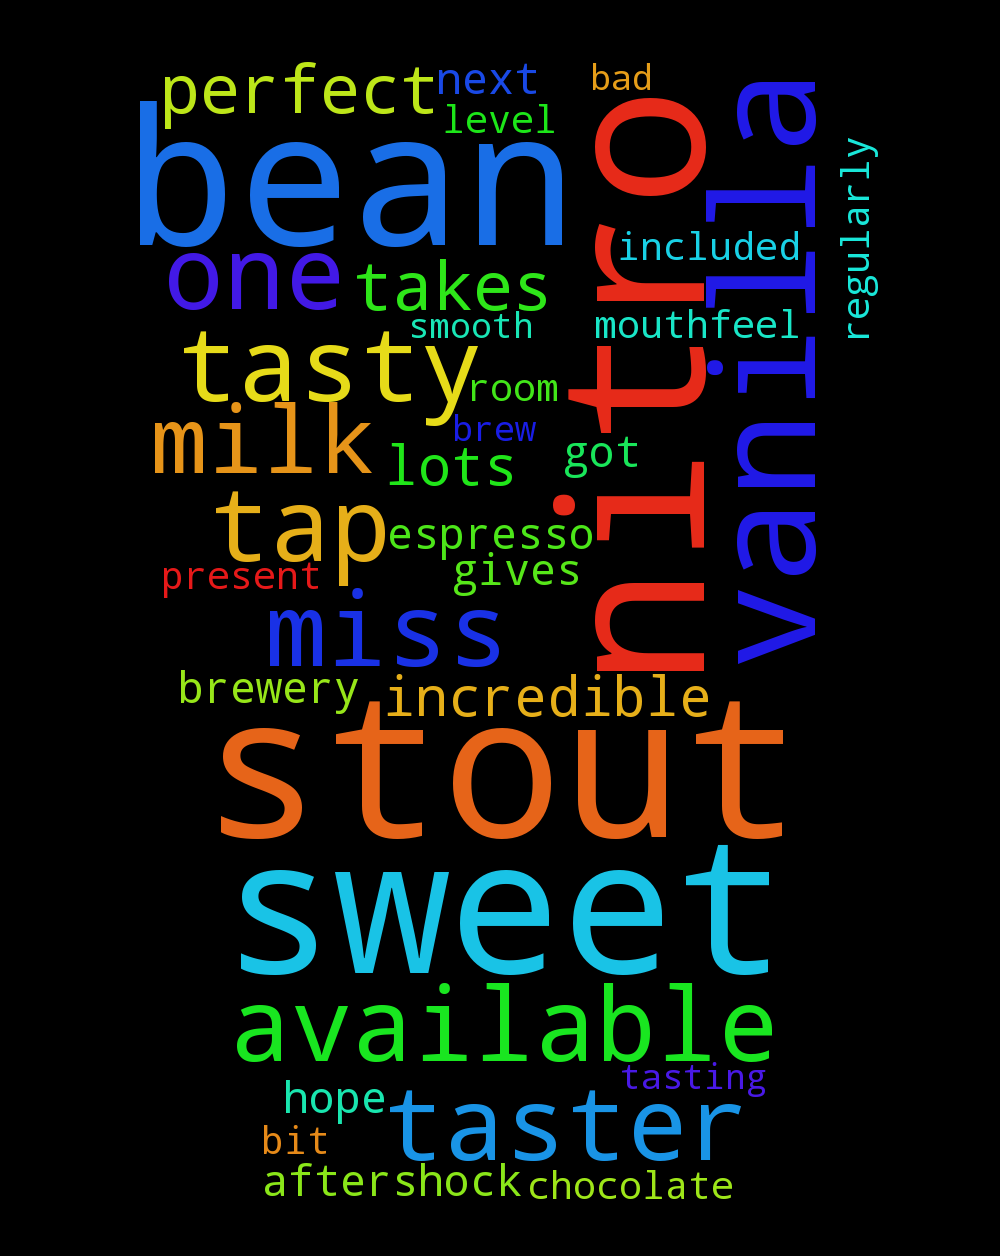 perfect
next
bad
level
bean
nitro
vanilla
regularly
one
takes
included
smooth
mouthfeel
tasty
room
milk
brew
lots
got
tap
espresso
present
gives
miss
brewery
incredible
stout
sweet
available
tasting
hope
taster
bit
aftershock
chocolate